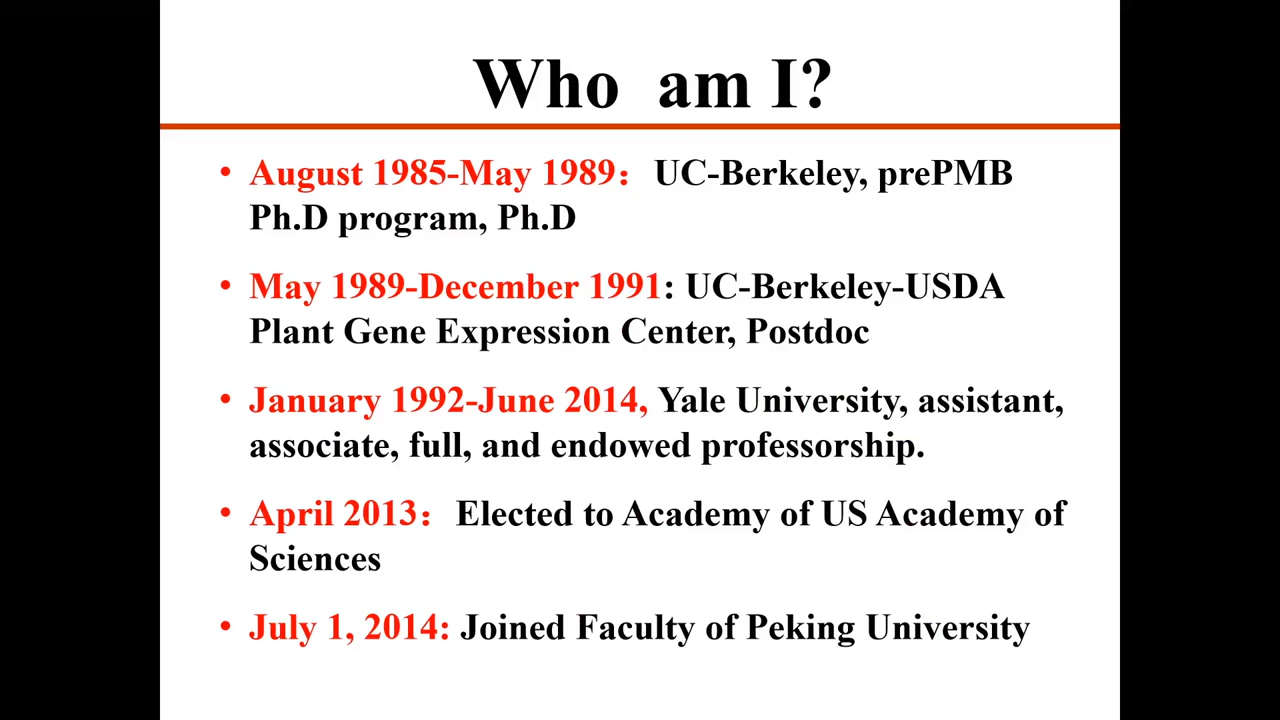 Who am I?
• August 1985-May 1989： UC-Berkeley, prePMB
Ph.D program, Ph.D
• May 1989-December 1991: UC-Berkeley-USDA
Plant Gene Expression Center, Postdoc
• January 1992-June 2014, Yale University, assistant,
associate, full, and endowed professorship.
• April 2013： Elected to Academy of US Academy of
Sciences
• July 1, 2014: Joined Faculty of Peking University